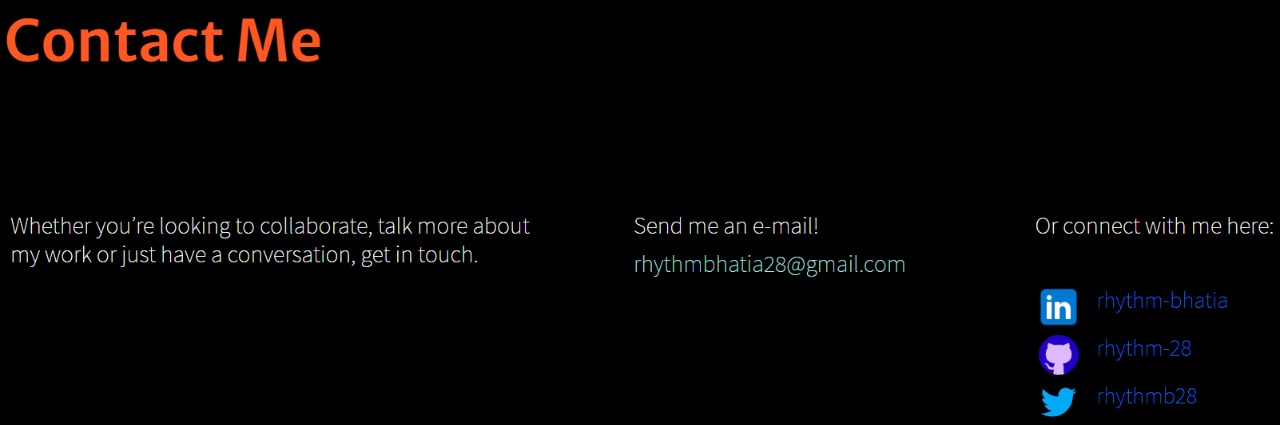 Contact Me
Whether you’re looking to collaborate, talk more about
my work or just have a conversation, get in touch.
Send me an e-mail!
rhythmbhatia28@gmail.com
Or connect with me here:
in
rhythm-bhatia
rhythm-28
rhythmb28